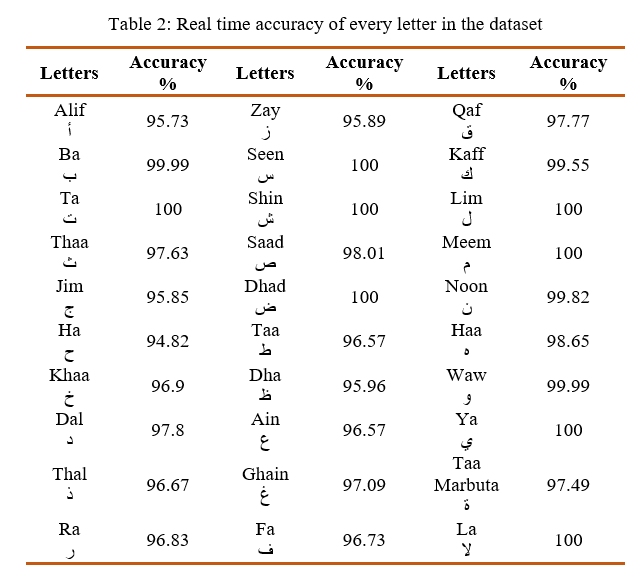 Table 2: Real time accuracy of every letter in the dataset
Letters Accuracy % Letters Accuracy % Letters Accuracy %
Alif أ 95.73 Zay ز 95.89 Qaf ق 97.77
Ba ب 99.99 Seen س 100 Kaff ك 99.55
Ta ت 100 Shin ش 100 Lim ل 100
Thaa ث 97.63 Saad ص 98.01 Meem م 100
Jim ج 95.85 Dhad ض 100 Noon ن 99.82
Ha ح 94.82 Taa ط 96.57 Haa ه 98.65
Khaa خ 96.9 Dha ظ 95.96 Waw و 99.99
Dal د 97.8 Ain ع 96.57 Ya ي 100
Thal ذ 96.67 Ghain غ 97.09 Taa Marbuta ة 97.49
Ra ر 96.83 Fa ف 96.73 La لا 100